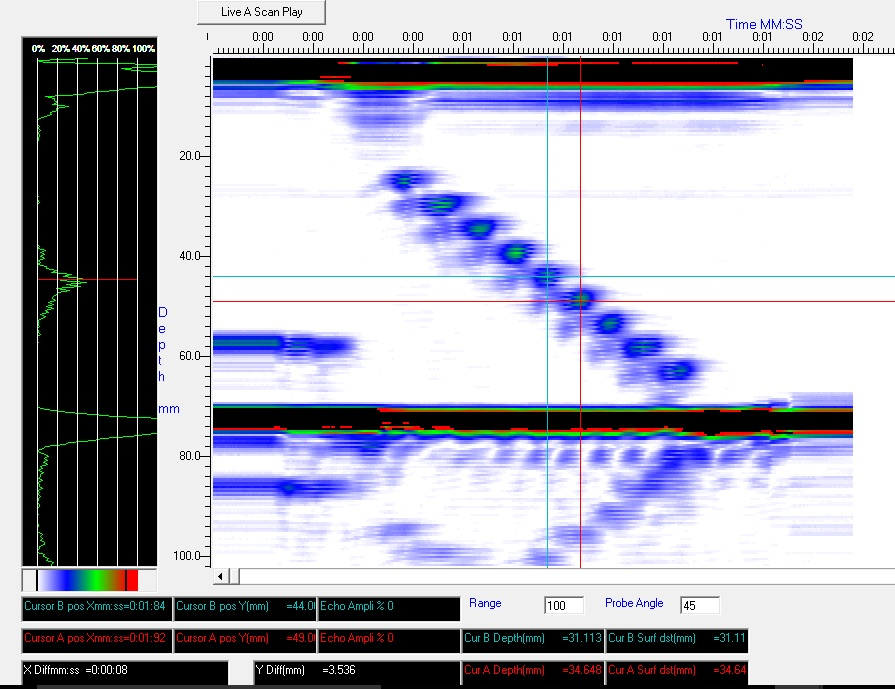 Live A Scan Play
Time MM:SS
0:00 0:00 0:00 0:00 0:01 0:01 0:01 0:01 0:01 0:01 0:01 0:02 0:02
0% 20% 40% 60% 80% 100%
20.0
40.0
60.0
80.0
100.0
Depth
mm
Cursor B pos Xmm:ss=0:01:84 Cursor B pos Y(mm) =44.0 Echo Ampli % 0 Range 100 Probe Angle 45
Cursor A pos Xmm:ss=0:01:92 Cursor A pos Y(mm) =49.0 Echo Ampli % 0 Cur B Depth(mm) =31.113 Cur B Surf dst(mm) =31.11
X Diffmm:ss =0:00:08 Y Diff(mm) =3.536 Cur A Depth(mm) =34.648 Cur A Surf dst(mm) =34.64